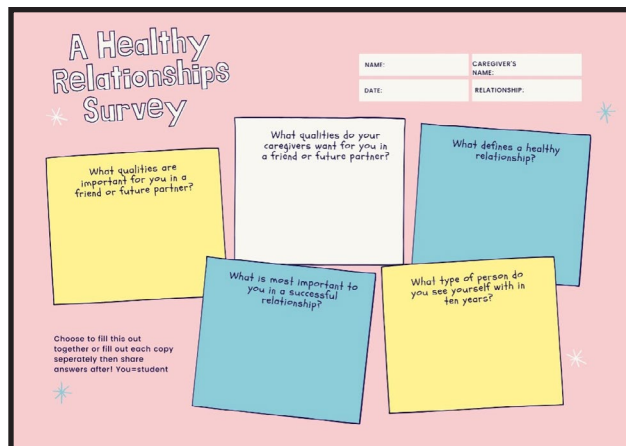 A Healthy
Relationships
Survey
NAME:
CAREGIVER'S
NAME:
DATE:
RELATIONSHIP:
What qualities are
important for you in a
friend or future partner?
What qualities do your
caregivers want for you in
a friend or future partner?
What defines a healthy
relationship?
What is most important to
you in a successful
relationship?
What type of person do
you see yourself with in
ten years?
Choose to fill this out
together or fill out each copy
seperately then share
answers after! You=student